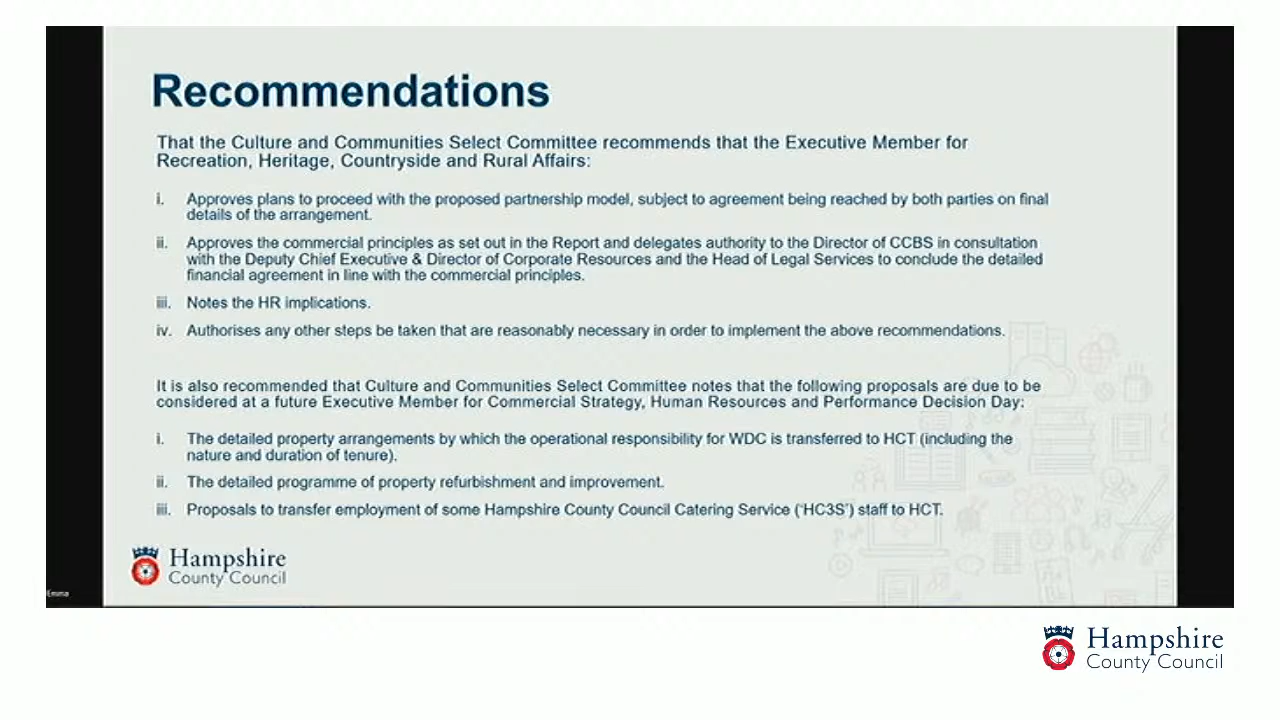 Recommendations
That the Culture and Communities Select Committee recommends that the Executive Member for
Recreation, Heritage, Countryside and Rural Affairs:
i. Approves plans to proceed with the proposed partnership model, subject to agreement being reached by both parties on final
details of the arrangement.
ii. Approves the commercial principles as set out in the Report and delegates authority to the Director of CCBS in consultation
with the Deputy Chief Executive & Director of Corporate Resources and the Head of Legal Services to conclude the detailed
financial agreement in line with the commercial principles.
iii. Notes the HR implications.
iv. Authorises any other steps be taken that are reasonably necessary in order to implement the above recommendations.
It is also recommended that Culture and Communities Select Committee notes that the following proposals are due to be
considered at a future Executive Member for Commercial Strategy, Human Resources and Performance Decision Day:
i. The detailed property arrangements by which the operational responsibility for WDC is transferred to HCT (including the
nature and duration of tenure).
ii. The detailed programme of property refurbishment and improvement.
iii. Proposals to transfer employment of some Hampshire County Council Catering Service (‘HC3S’) staff to HCT.
Hampshire
County Council
Emma
Hampshire
County Council